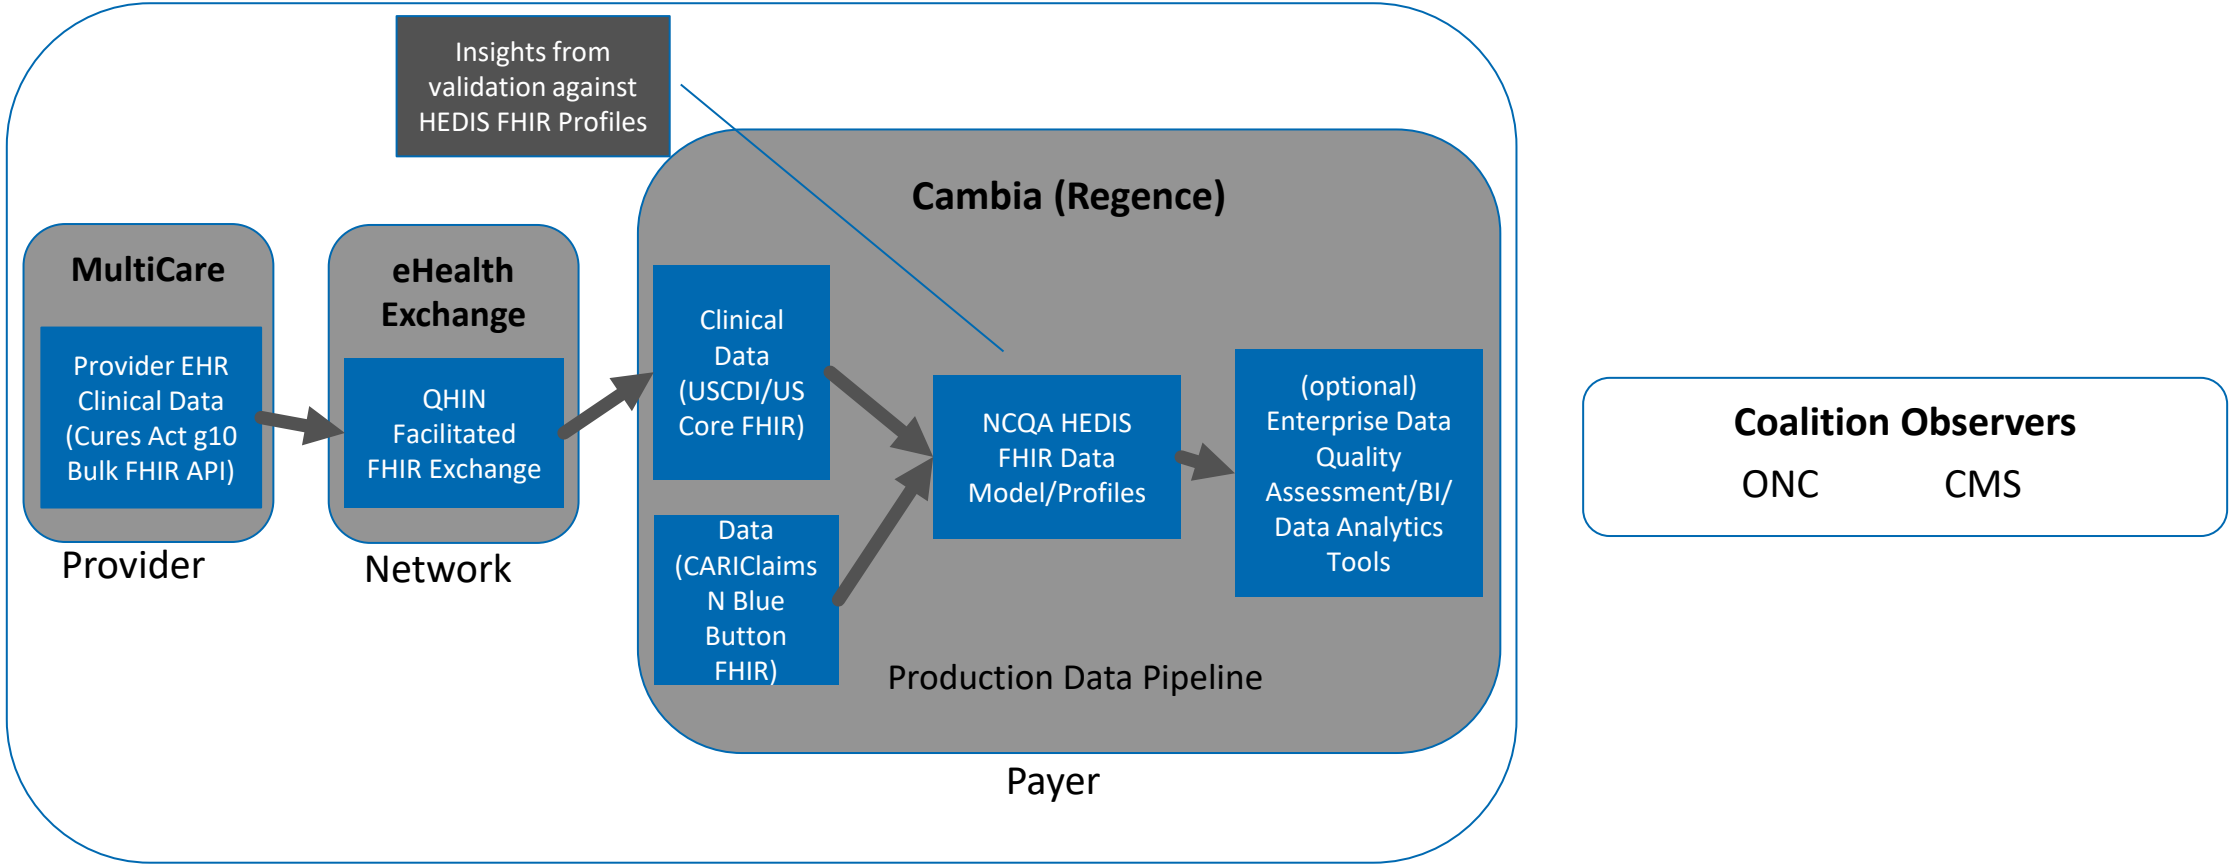 Insights from
validation against
HEDIS FHIR Profiles
Cambia (Regence)
MultiCare
Provider EHR
Clinical Data
(Cures Act g10
Bulk FHIR API)
Provider
eHealth
Exchange
QHIN
Facilitated
FHIR Exchange
Network
Clinical
Data
(USCDI/US
Core FHIR)
Data
(CARIClaims
N Blue
Button
FHIR)
NCQA HEDIS
FHIR Data
Model/Profiles
(optional)
Enterprise Data
Quality
Assessment/BI/
Data Analytics
Tools
Production Data Pipeline
Payer
Coalition Observers
ONC CMS